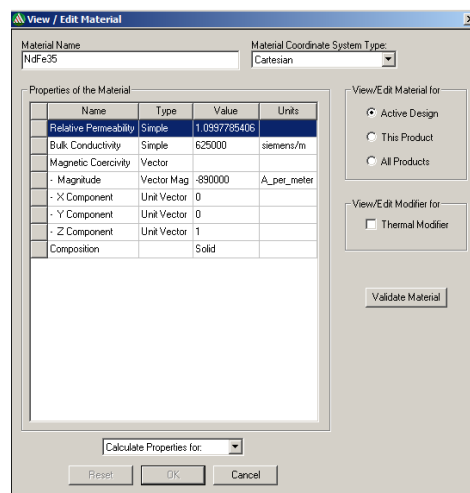 View / Edit Material
Material Name
NdFe35
Material Coordinate System Type:
Cartesian
Properties of the Material
Name Type Value Units
Relative Permeability Simple 1.0997785406
Bulk Conductivity Simple 625000 siemens/m
Magnetic Coercivity Vector
- Magnitude Vector Mag -890000 A_per_meter
- X Component Unit Vector 0
- Y Component Unit Vector 0
- Z Component Unit Vector 1
Composition Solid
View/Edit Material for
Active Design
This Product
All Products
View/Edit Modifier for
Thermal Modifier
Validate Material
Calculate Properties for:
Reset OK Cancel